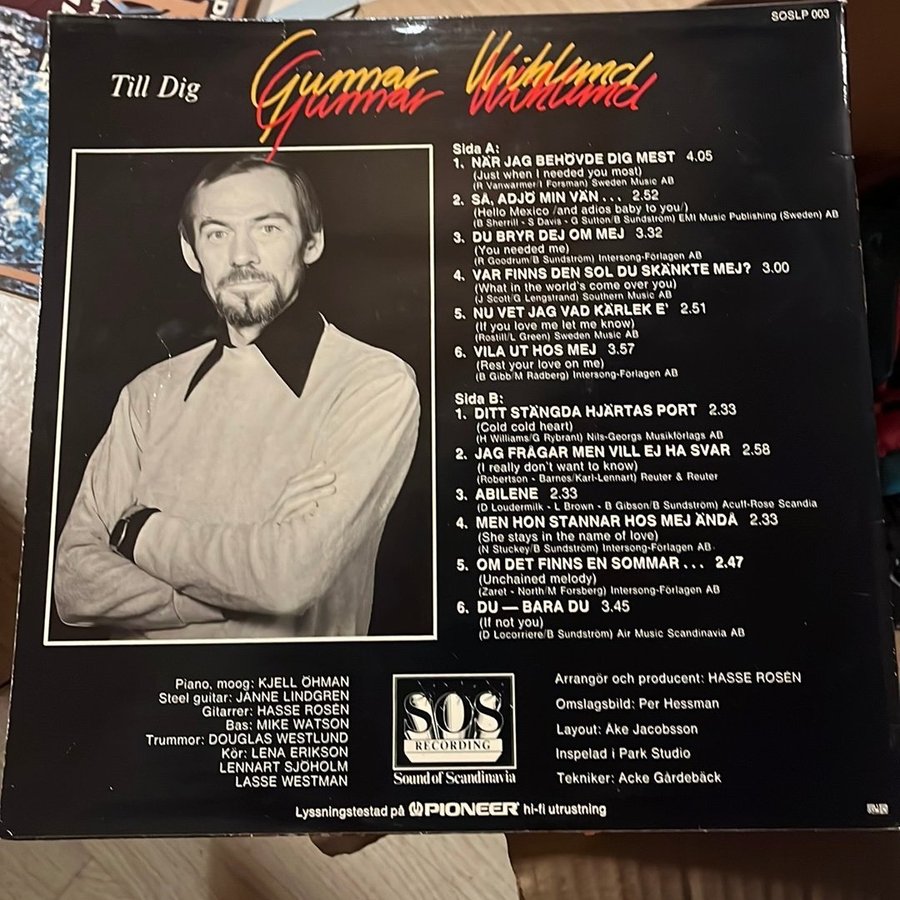 SOSLP 003
Till Dig
Gunnar Wiklund
Gunnar Wiklund
Sida A:
1. NÄR JAG BEHÖVDE DIG MEST 4.05
(Just when I needed you most)
(R Vanwarmer/I Forsman) Sweden Music AB
2. SÅ, ADJÖ MIN VÄN . . . 2.52
(Hello Mexico /and adios baby to you/)
(B Sherrill - S Davis - G Sutton/B Sundström) EMI Music Publishing (Sweden) AB
3. DU BRYR DEJ OM MEJ 3.32
(You needed me)
(R Goodrum/B Sundström) Intersong-Förlagen AB
4. VAR FINNS DEN SOL DU SKÄNKTE MEJ? 3.00
(What in the world's come over you)
(J Scott/G Lengstrand) Southern Music AB
5. NU VET JAG VAD KÄRLEK E' 2.51
(If you love me let me know)
(Rostill/L Green) Sweden Music AB
6. VILA UT HOS MEJ 3.57
(Rest your love on me)
(B Gibb/M Rådberg) Intersong-Förlagen AB
Sida B:
1. DITT STÄNGDA HJÄRTAS PORT 2.33
(Cold cold heart)
(H Williams/G Rybrant) Nils-Georgs Musikförlags AB
2. JAG FRÅGAR MEN VILL EJ HA SVAR 2.58
(I really don't want to know)
(Robertson - Barnes/Karl-Lennart) Reuter & Reuter
3. ABILENE 2.33
(D Loudermilk - L Brown - B Gibson/B Sundström) Acuff-Rose Scandia
4. MEN HON STANNAR HOS MEJ ÄNDÅ 2.33
(She stays in the name of love)
(N Stuckey/B Sundström) Intersong-Förlagen AB
5. OM DET FINNS EN SOMMAR . . . 2.47
(Unchained melody)
(Zaret - North/M Forsberg) Intersong-Förlagen AB
6. DU — BARA DU 3.45
(If not you)
(D Locorriere/B Sundström) Air Music Scandinavia AB
Piano, moog: KJELL ÖHMAN
Steel guitar: JANNE LINDGREN
Gitarrer: HASSE ROSÉN
Bas: MIKE WATSON
Trummor: DOUGLAS WESTLUND
Kör: LENA ERIKSON
LENNART SJÖHOLM
LASSE WESTMAN
SOS
RECORDING
Sound of Scandinavia
Arrangör och producent: HASSE ROSÉN
Omslagsbild: Per Hessman
Layout: Åke Jacobsson
Inspelad i Park Studio
Tekniker: Acke Gårdebäck
Lyssningstestad på PIONEER hi-fi utrustning